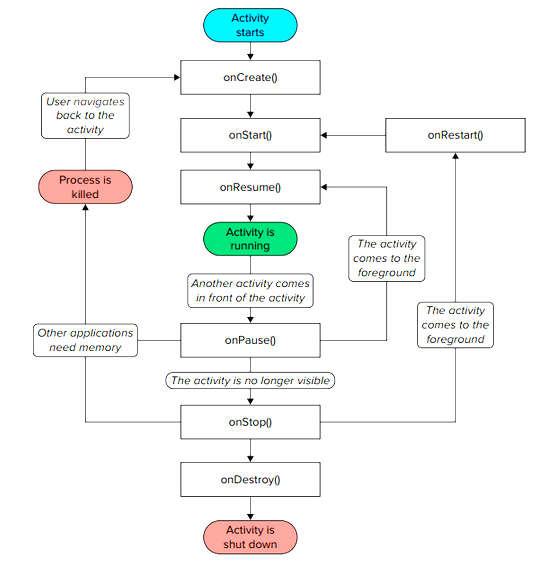 Activity
starts
onCreate()
User navigates
back to the
activity
onStart()
onRestart()
Process is
killed
onResume()
Activity is
running
The activity
comes to the
foreground
Another activity comes
in front of the activity
The activity
comes to the
foreground
Other applications
need memory
onPause()
The activity is no longer visible
onStop()
onDestroy()
Activity is
shut down